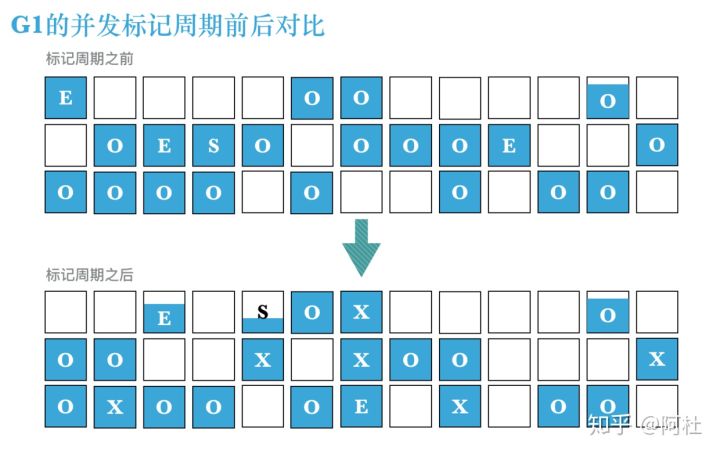 G1的并发标记周期前后对比
标记周期之前
E O O O
O E S O O O O E O
O O O O O O O O
标记周期之后
E S O X O
O O X X O O X
O X O O O E X O O
知乎 @阿杜